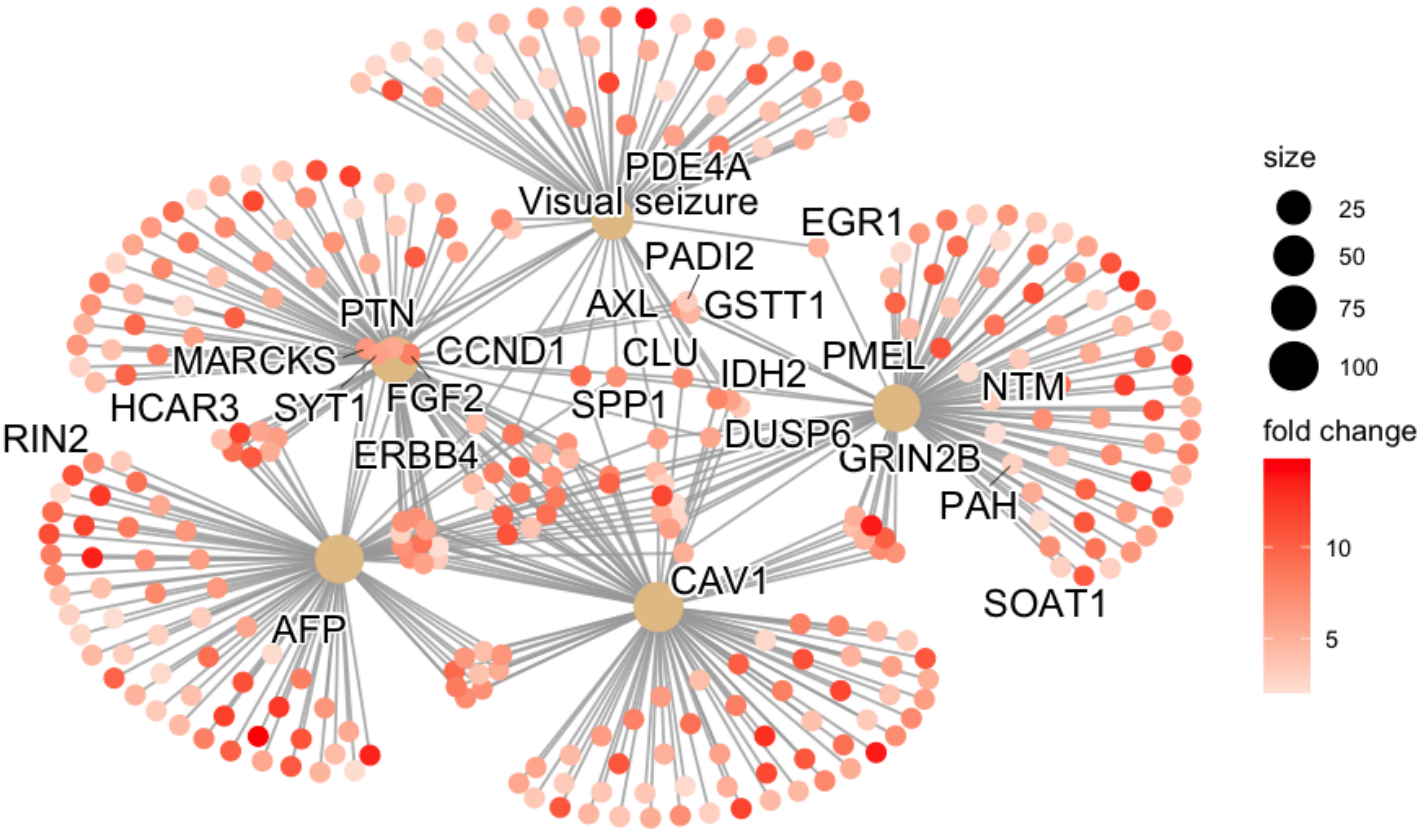 PDE4A
Visual seizure
EGR1
PADI2
AXL
GSTT1
PTN
MARCKS
CCND1
CLU
IDH2
PMEL
NTM
HCAR3
SYT1
FGF2
SPP1
RIN2
ERBB4
DUSP6
GRIN2B
PAH
CAV1
SOAT1
AFP
size
25
50
75
100
fold change
10
5